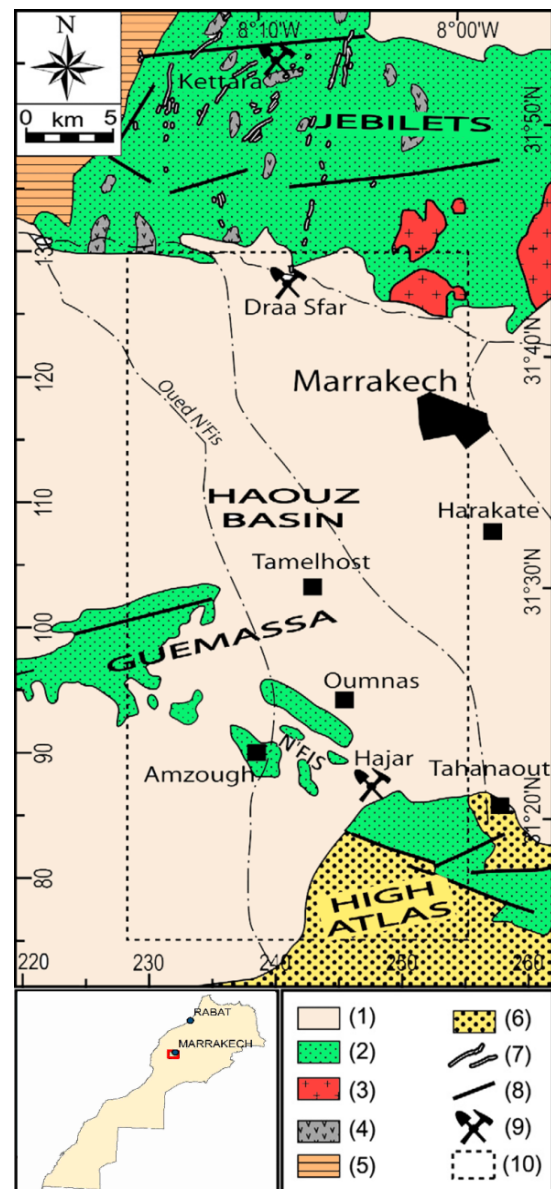 8°10'W
8°00'W
N
0 km 5
Kettara
JEBILETS
31°50'N
130
Draa Sfar
31°40'N
120
Marrakech
Oued N'Fis
110
HAOUZ
BASIN
Harakate
Tamelhost
31°30'N
100
GUEMASSA
Oumnas
N'FIS
90
Amzough
Hajar
Tahanaout
31°20'N
80
HIGH
ATLAS
220
230
240
250
260
RABAT
MARRAKECH
(1)
(2)
(3)
(4)
(5)
(6)
(7)
(8)
(9)
(10)